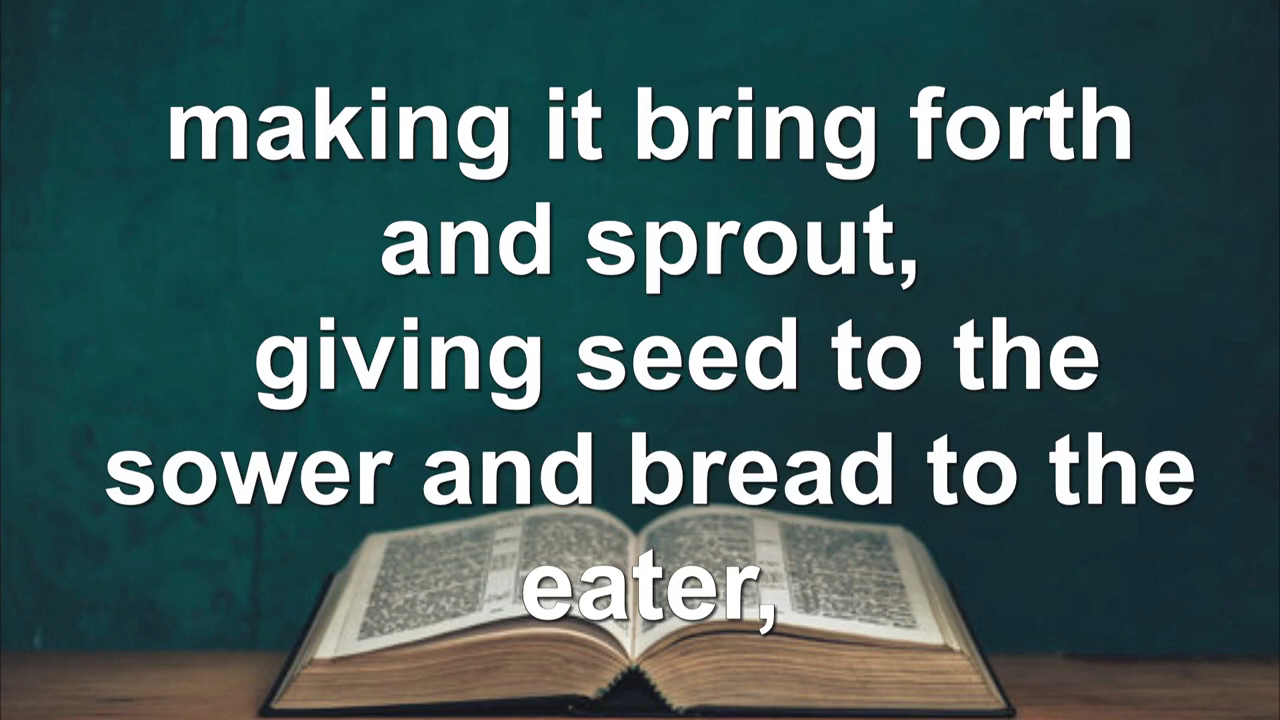 making it bring forth
and sprout,
giving seed to the
sower and bread to the
eater,